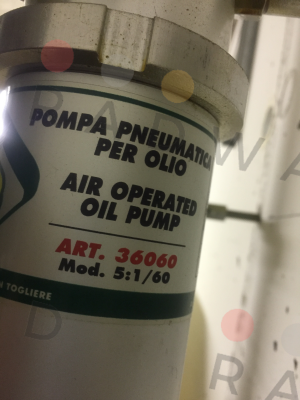 POMPA PNEUMATICA
PER OLIO
AIR OPERATED
OIL PUMP
ART. 36060
Mod. 5:1/60
TOGLIERE